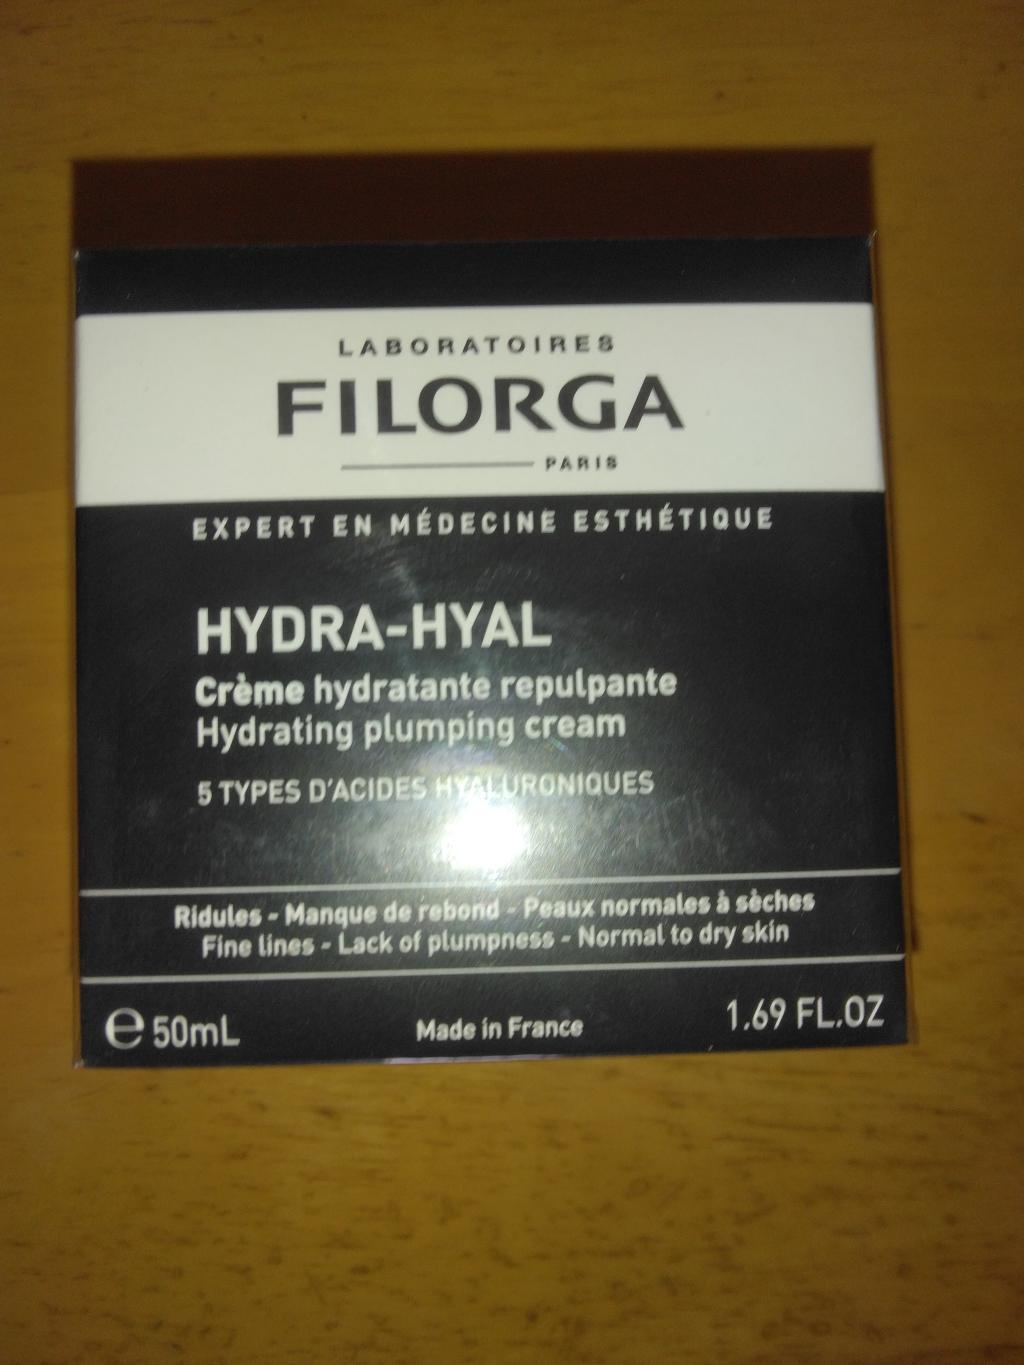 LABORATOIRES
FILORGA
PARIS
EXPERT EN MÉDECINE ESTHÉTIQUE
HYDRA-HYAL
Crème hydratante repulpante
Hydrating plumping cream
5 TYPES D'ACIDES HYALURONIQUES
Ridules - Manque de rebond - Peaux normales à sèches
Fine lines - Lack of plumpness - Normal to dry skin
℮ 50mL Made in France 1.69 FL.OZ